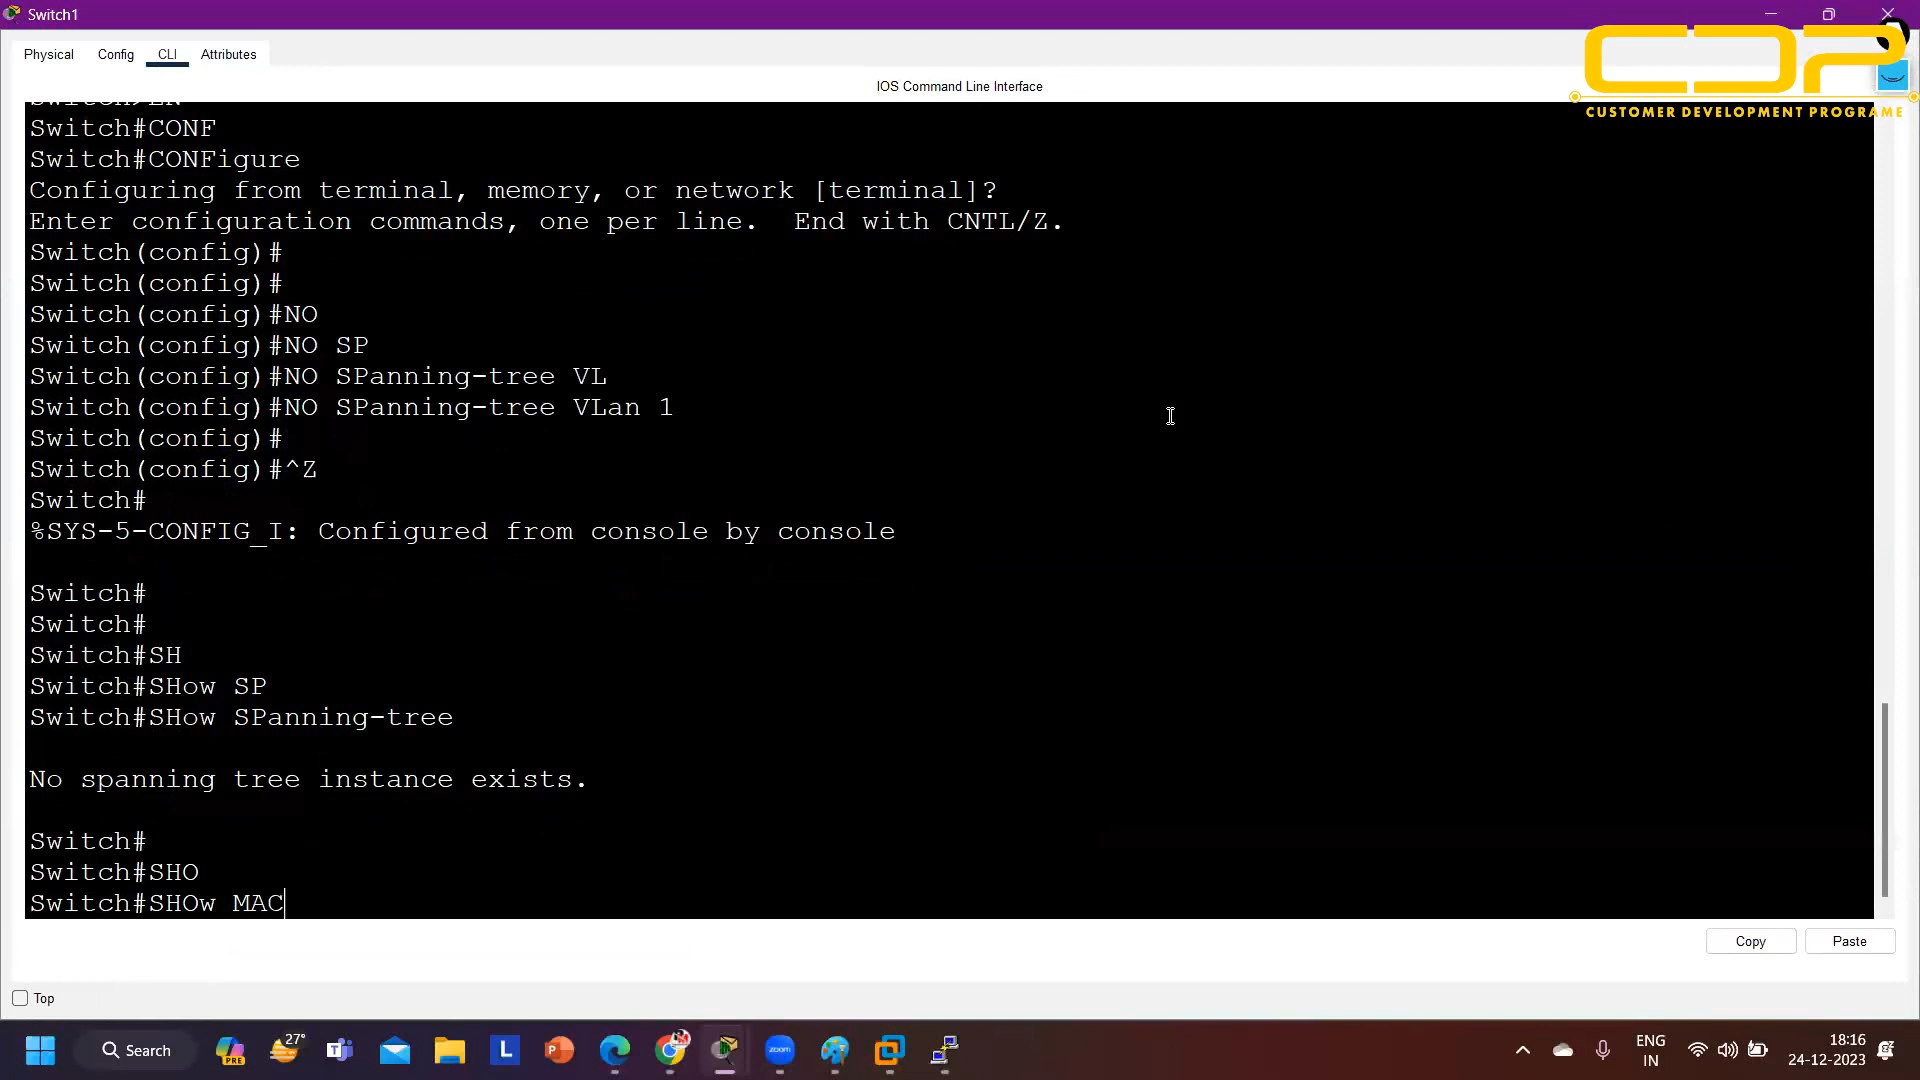 Switch1
Physical Config CLI Attributes
CUSTOMER DEVELOPMENT PROGRAME
CDP
IOS Command Line Interface
Switch#CONF
Switch#CONFigure
Configuring from terminal, memory, or network [terminal]?
Enter configuration commands, one per line.  End with CNTL/Z.
Switch(config)#
Switch(config)#
Switch(config)#NO
Switch(config)#NO SP
Switch(config)#NO SPanning-tree VL
Switch(config)#NO SPanning-tree VLan 1
Switch(config)#
Switch(config)#^Z
Switch#
%SYS-5-CONFIG_I: Configured from console by console
Switch#
Switch#
Switch#SH
Switch#SHow SP
Switch#SHow SPanning-tree
No spanning tree instance exists.
Switch#
Switch#SHO
Switch#SHOw MAC
Copy Paste
Top
Search
PRE
27°
L
P
zoom
ENG
IN
18:16
24-12-2023